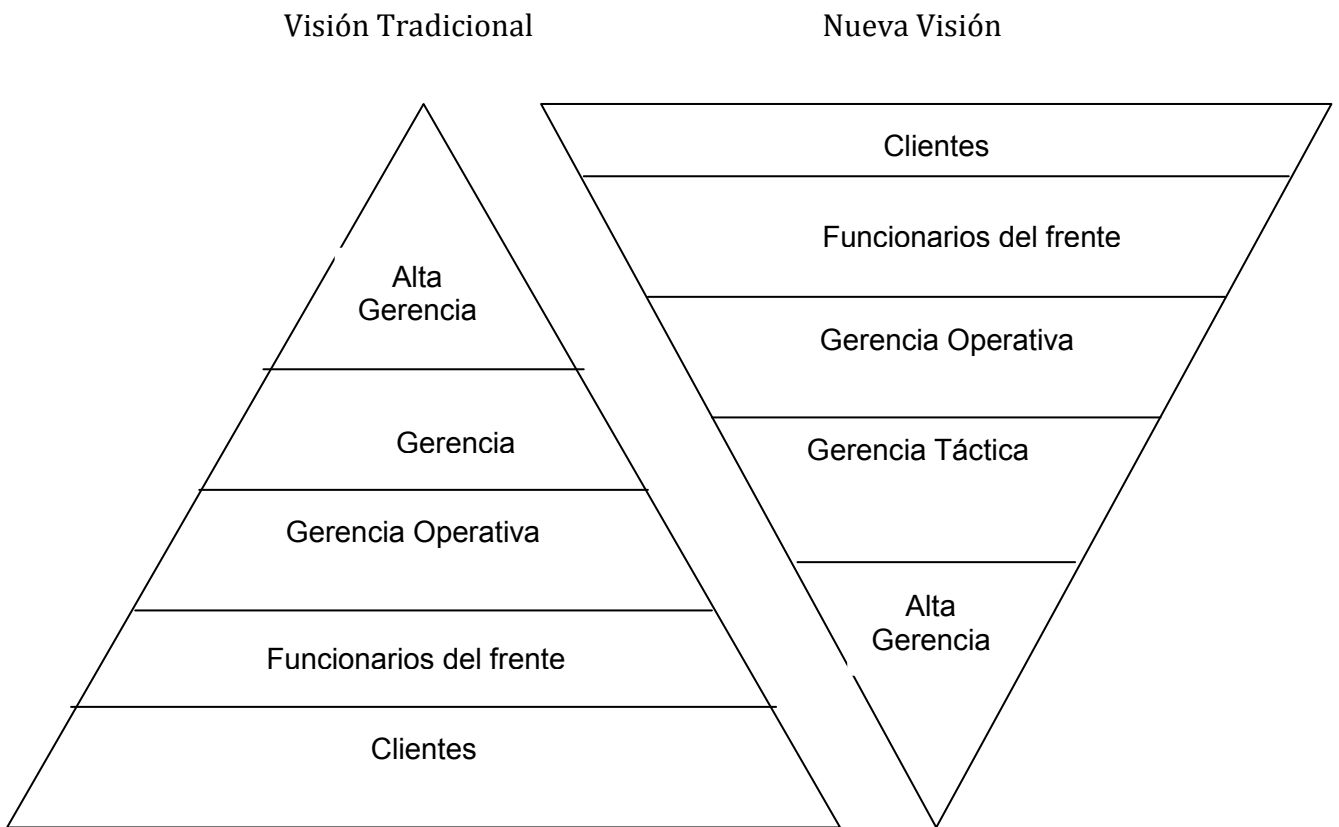 Visión Tradicional
Nueva Visión
Alta
Gerencia
Gerencia
Gerencia Operativa
Funcionarios del frente
Clientes
Clientes
Funcionarios del frente
Gerencia Operativa
Gerencia Táctica
Alta
Gerencia